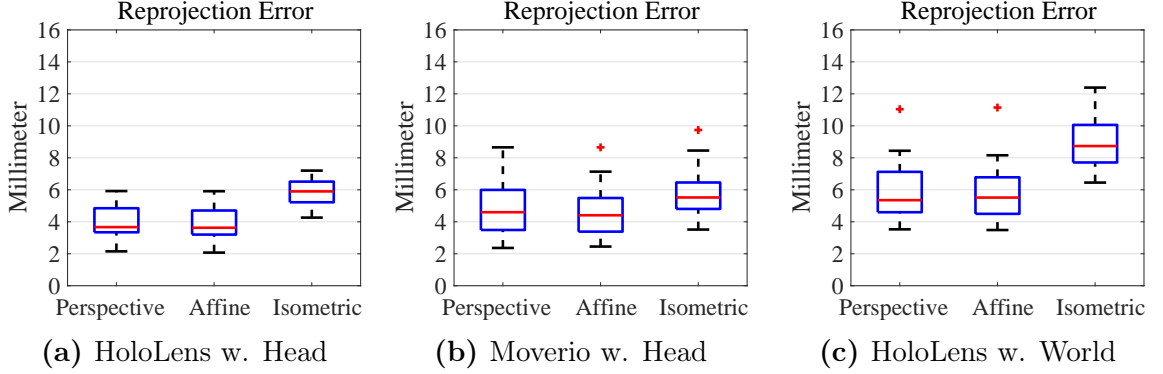 Reprojection Error
16
14
12
10
8
6
4
2
0
Millimeter
Perspective Affine Isometric
(a) HoloLens w. Head
Reprojection Error
16
14
12
10
8
6
4
2
0
Millimeter
Perspective Affine Isometric
(b) Moverio w. Head
Reprojection Error
16
14
12
10
8
6
4
2
0
Millimeter
Perspective Affine Isometric
(c) HoloLens w. World